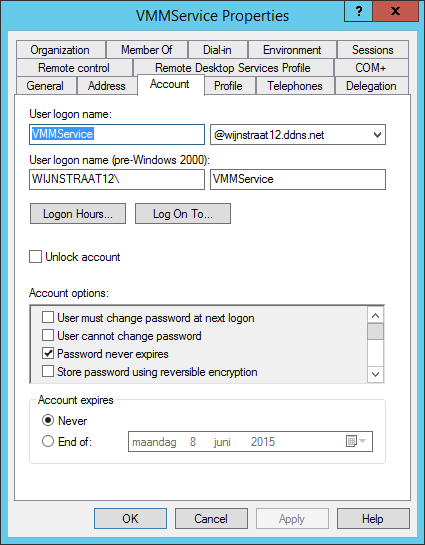 VMMService Properties
? X
Organization Member Of Dial-in Environment Sessions
Remote control Remote Desktop Services Profile COM+
General Address Account Profile Telephones Delegation
User logon name:
VMMService @wijnstraat12.ddns.net
User logon name (pre-Windows 2000):
WIJNSTRAAT12\ VMMService
Logon Hours... Log On To...
Unlock account
Account options:
User must change password at next logon
User cannot change password
Password never expires
Store password using reversible encryption
Account expires
Never
End of: maandag 8 juni 2015
OK Cancel Apply Help